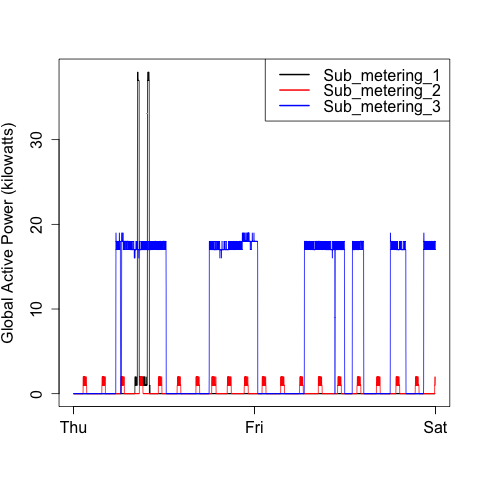 Sub_metering_1
Sub_metering_2
Sub_metering_3
Global Active Power (kilowatts)
30
20
10
0
Thu Fri Sat